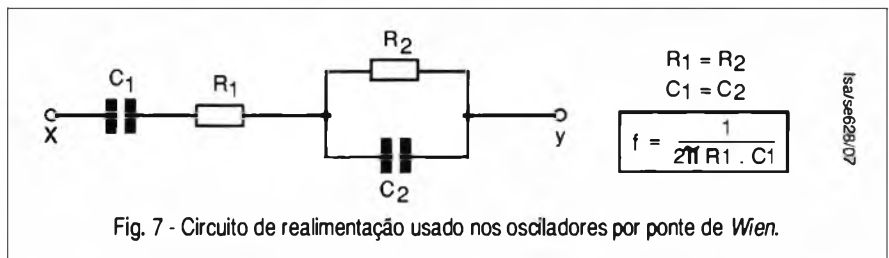 C1
R1
R2
C2
X
y
R1 = R2
C1 = C2
f = 1 / 2π R1 . C1
Isa/se628/07
Fig. 7 - Circuito de realimentação usado nos osciladores por ponte de Wien.